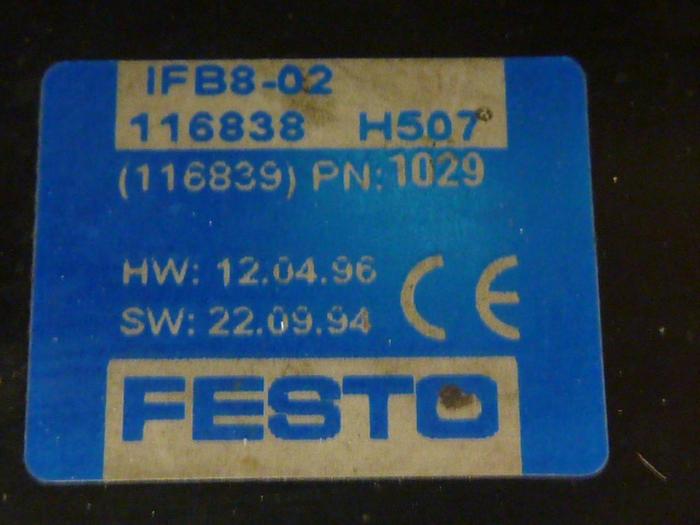 IFB8-02
116838 H507
(116839) PN: 1029
HW: 12.04.96
SW: 22.09.94
CE
FESTO